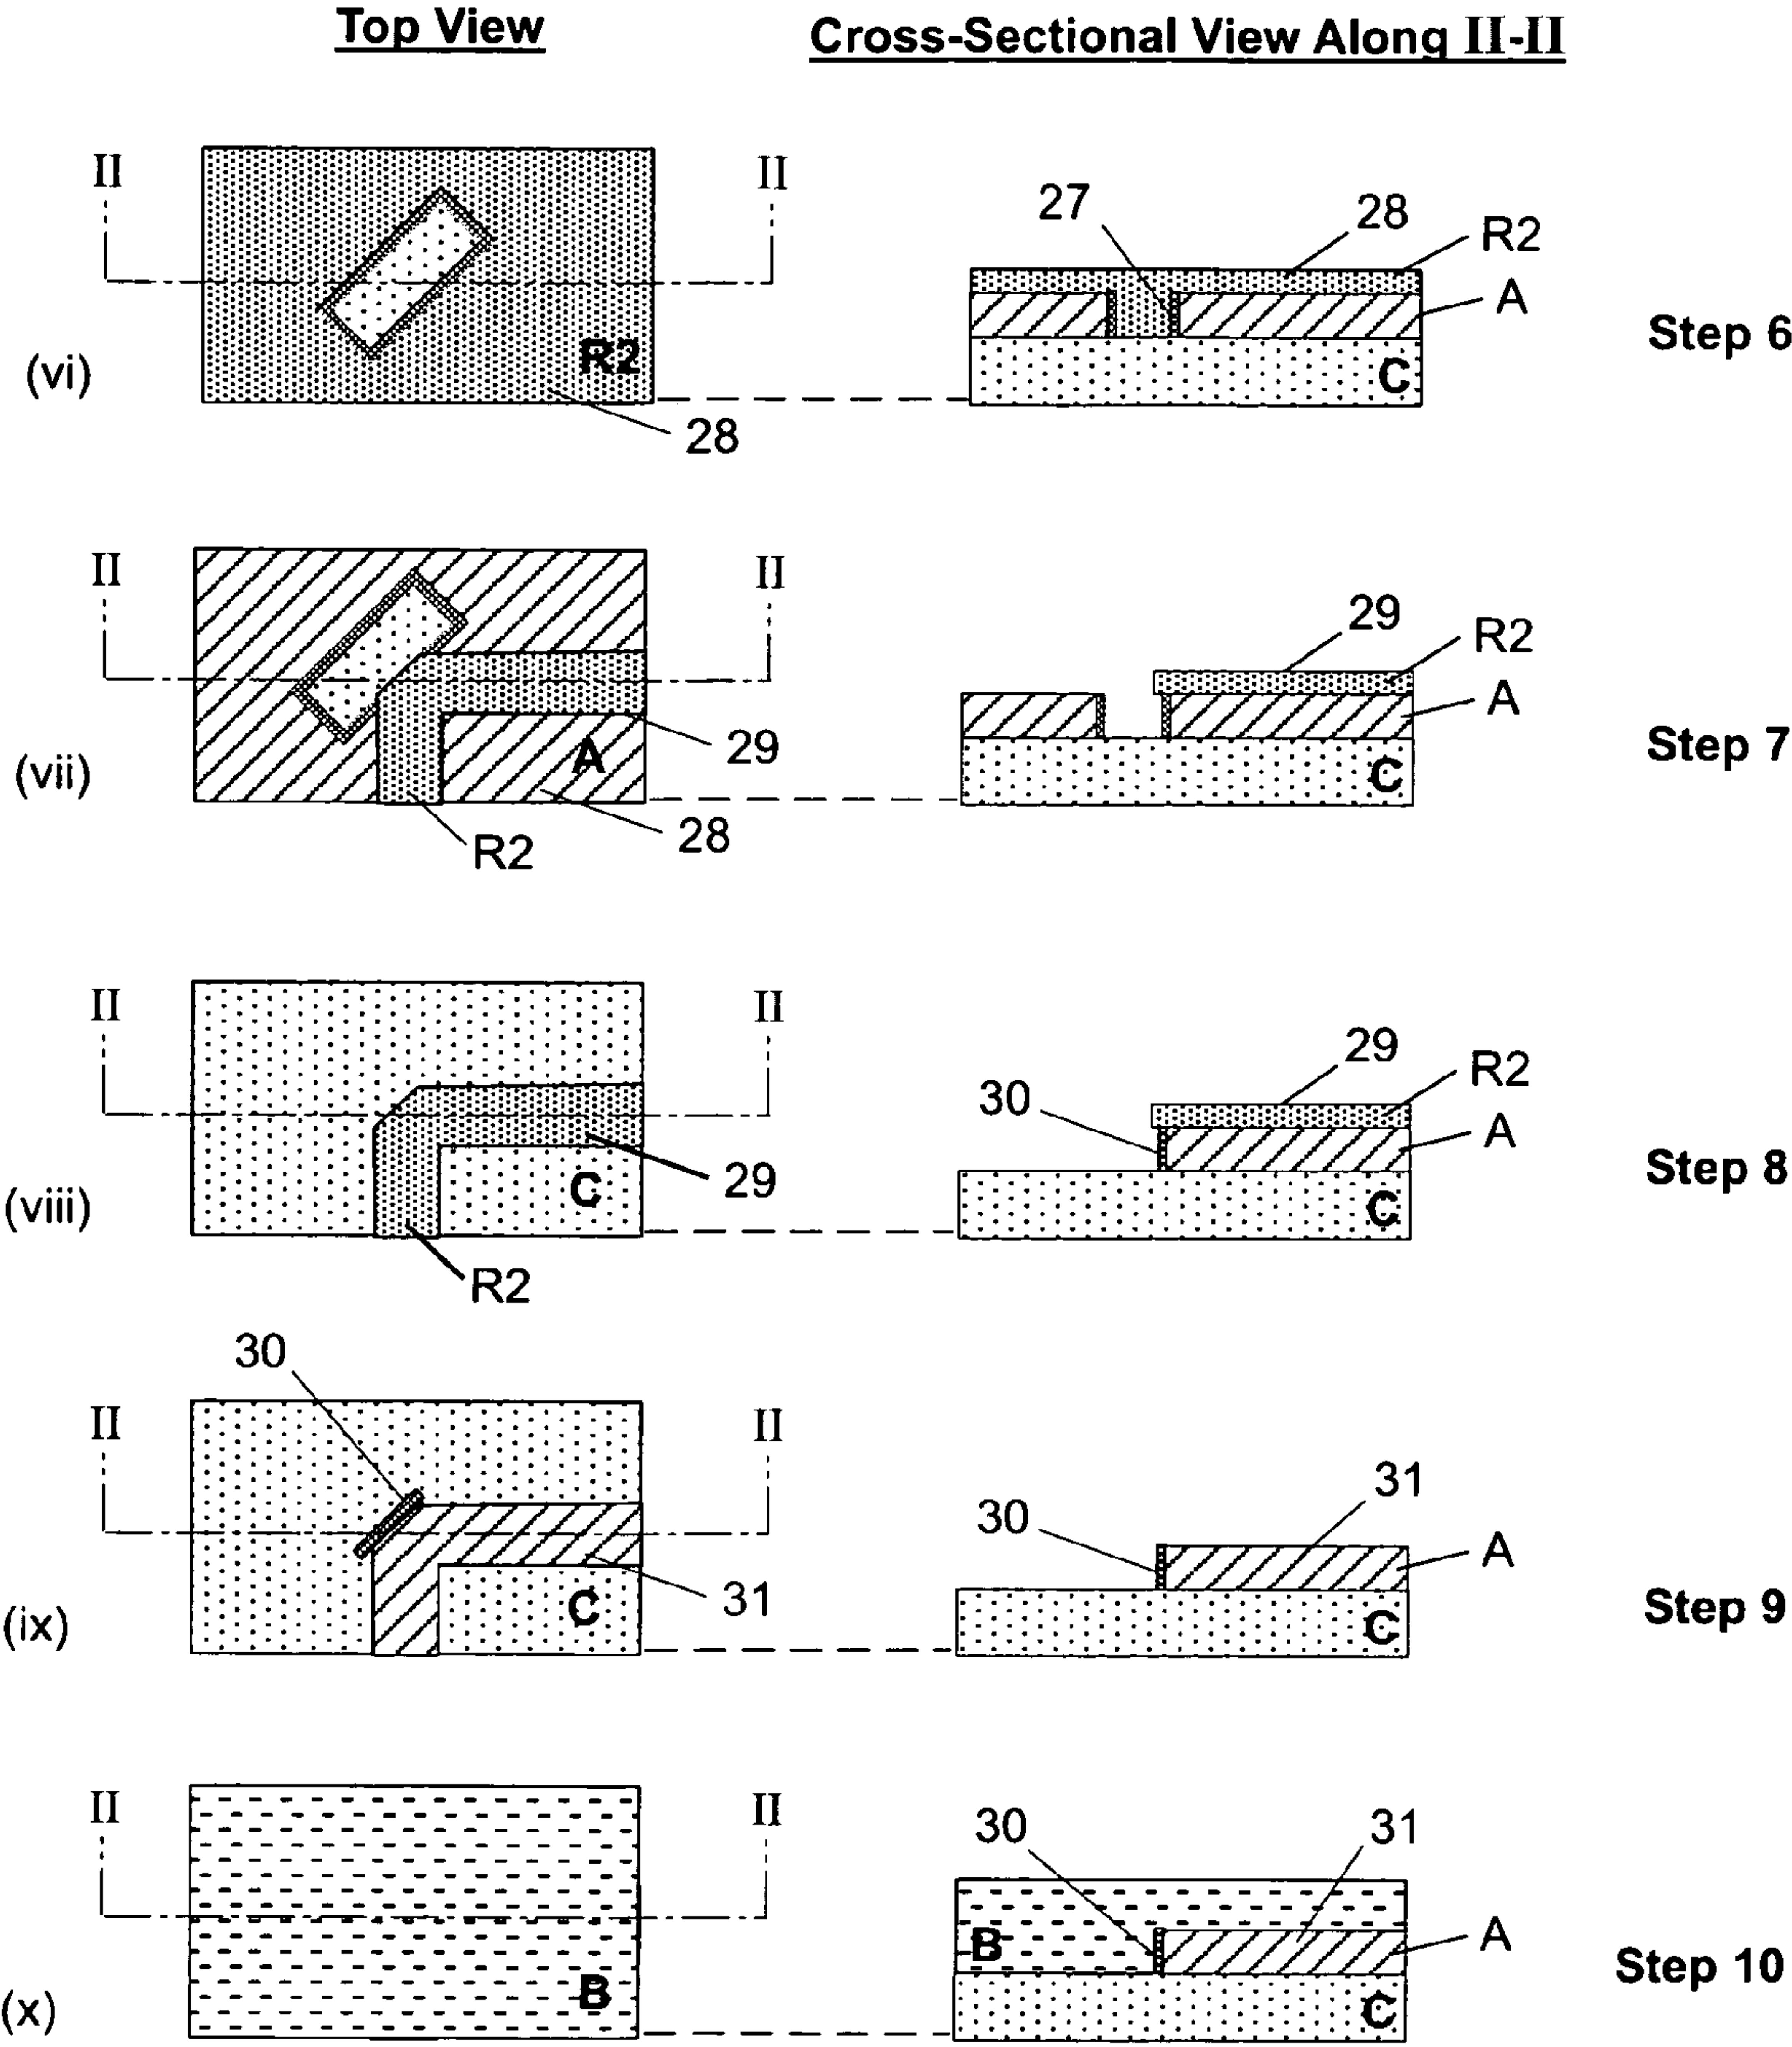 Top View
Cross-Sectional View Along II-II
II II
27 28 R2
A
Step 6
R2
C
(vi)
28
II II
29 R2
A
Step 7
A
29
C
(vii)
28
R2
II II
29
R2
30
A
Step 8
C
29
C
(viii)
R2
30
II II
31
30
A
Step 9
C
31
C
(ix)
II II
30 31
B
A
Step 10
B
C
(x)